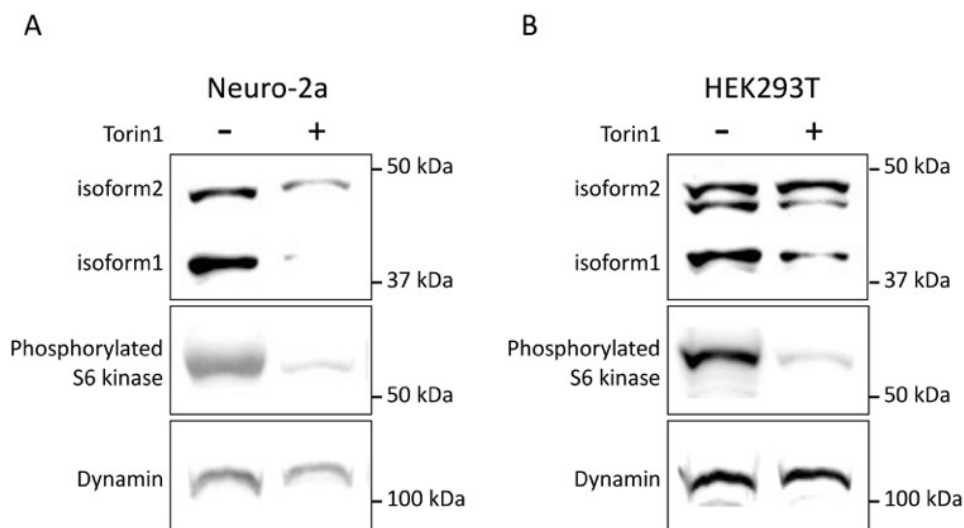 A
Neuro-2a
Torin1 - +
isoform2
50 kDa
isoform1
37 kDa
Phosphorylated
S6 kinase
50 kDa
Dynamin
100 kDa
B
HEK293T
Torin1 - +
isoform2
50 kDa
isoform1
37 kDa
Phosphorylated
S6 kinase
50 kDa
Dynamin
100 kDa